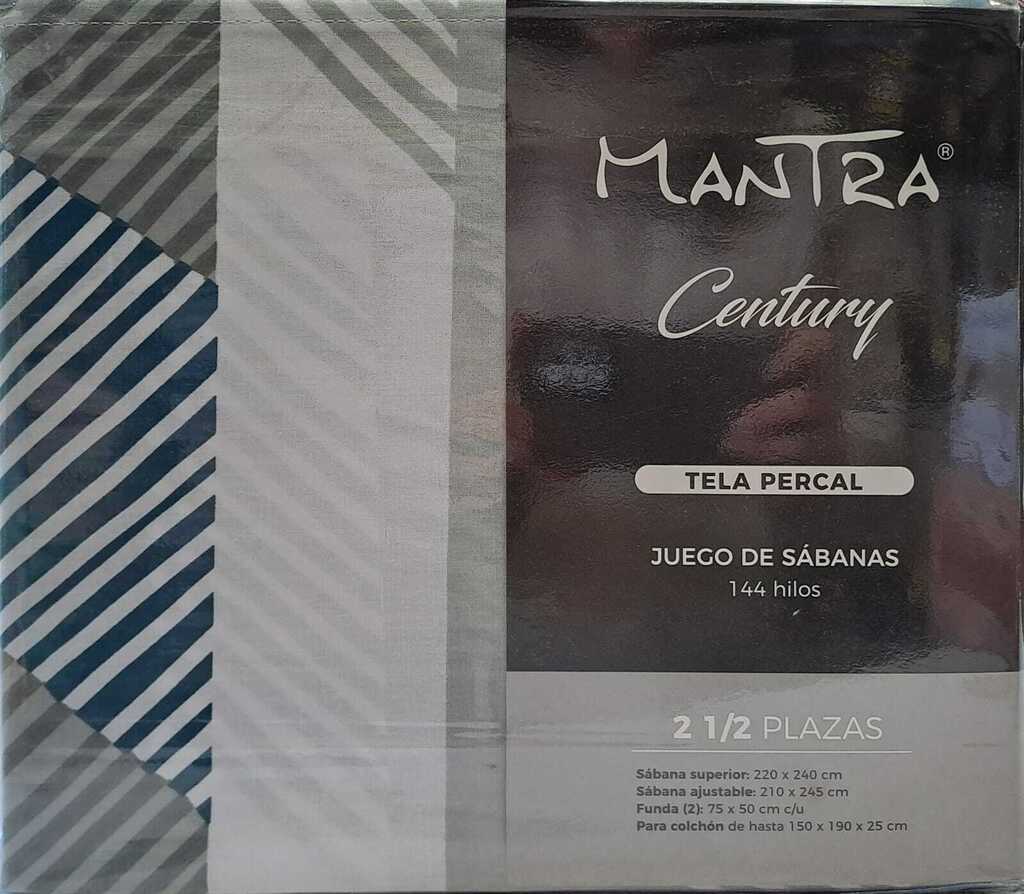 MANTRA®
Century
TELA PERCAL
JUEGO DE SÁBANAS
144 hilos
2 1/2 PLAZAS
Sábana superior: 220 x 240 cm
Sábana ajustable: 210 x 245 cm
Funda (2): 75 x 50 cm c/u
Para colchón de hasta 150 x 190 x 25 cm